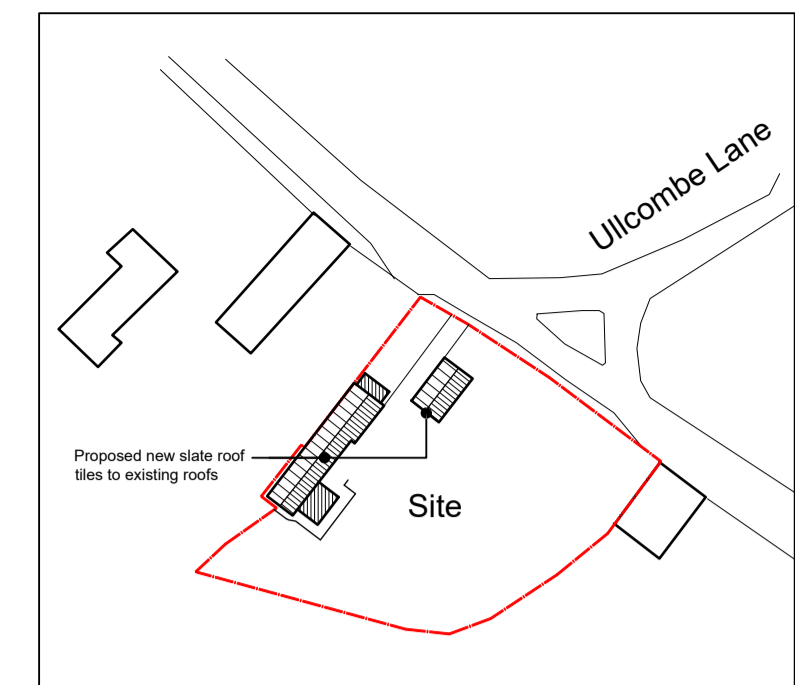 Ullcombe Lane
Proposed new slate roof
tiles to existing roofs
Site